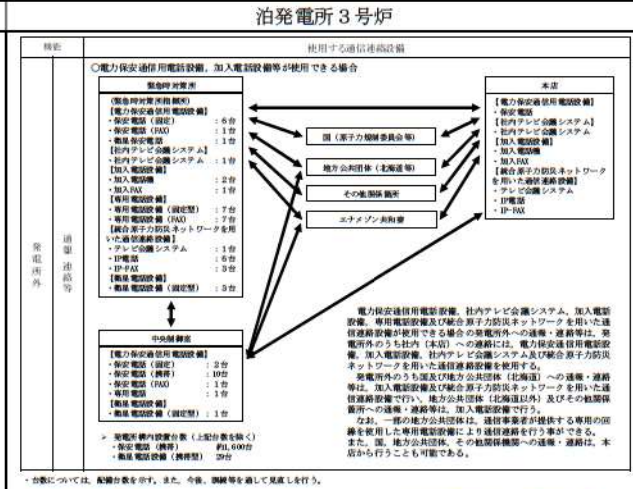 泊発電所３号炉
機能
使用する通信連絡設備
○電力保安通信用電話設備，加入電話設備等が使用できる場合
緊急時対策所
(緊急時対策所指揮所)
【電力保安通信用電話設備】
・保安電話（固定） ：6台
・保安電話（FAX） ：1台
・衛星保安電話 ：1台
【社内テレビ会議システム】
・社内テレビ会議システム ：1台
【加入電話設備】
・加入電話機 ：2台
・加入FAX ：1台
【専用電話設備】
・専用電話設備（固定型）：7台
・専用電話設備（FAX） ：7台
【統合原子力防災ネットワークを用
いた通信連絡設備】
・テレビ会議システム ：1台
・IP電話 ：6台
・IP-FAX ：3台
【衛星電話設備】
・衛星電話設備（固定型）：3台
国（原子力規制委員会等）
地方公共団体（北海道等）
その他関係箇所
本店
【電力保安通信用電話設備】
・保安電話
【社内テレビ会議システム】
・社内テレビ会議システム
【加入電話設備】
・加入電話機
・加入FAX
【統合原子力防災ネットワーク
を用いた通信連絡設備】
・テレビ会議システム
・IP電話
・IP-FAX
発電所外
通報連絡等
中央制御室
【電力保安通信用電話設備】
・保安電話（固定） ：3台
・保安電話（携帯） ：10台
・保安電話（FAX） ：1台
・専用電話 ：1台
【衛星電話設備】
・衛星電話設備（固定型）：1台
➢ 発電所構内設置台数（上記台数を除く）
・保安電話（携帯） 約1,600台
・衛星電話設備（携帯型） 29台
電力保安通信用電話設備，社内テレビ会議システム，加入電話
設備，専用電話設備及び統合原子力防災ネットワークを用いた通
信連絡設備が使用できる場合の発電所外への通報・連絡等は，発
電所外のうち社内（本店）への連絡には，電力保安通信用電話設
備，加入電話設備，社内テレビ会議システム及び統合原子力防災
ネットワークを用いた通信連絡設備を使用する。
発電所外のうち国及び地方公共団体（北海道）への通報・連絡
等は，加入電話設備及び統合原子力防災ネットワークを用いた通
信連絡設備で行い，地方公共団体（北海道以外）及びその他関係
箇所への通報・連絡等は，加入電話設備で行う。
なお，一部の地方公共団体は，通信事業者が提供する専用の回
線を使用した専用電話設備により通信連絡を行う事ができる。
また，国，地方公共団体，その他関係機関への通報・連絡は，本
店から行うことも可能である。
・台数については，配備台数を示す。また，今後，訓練等を通して見直しを行う。